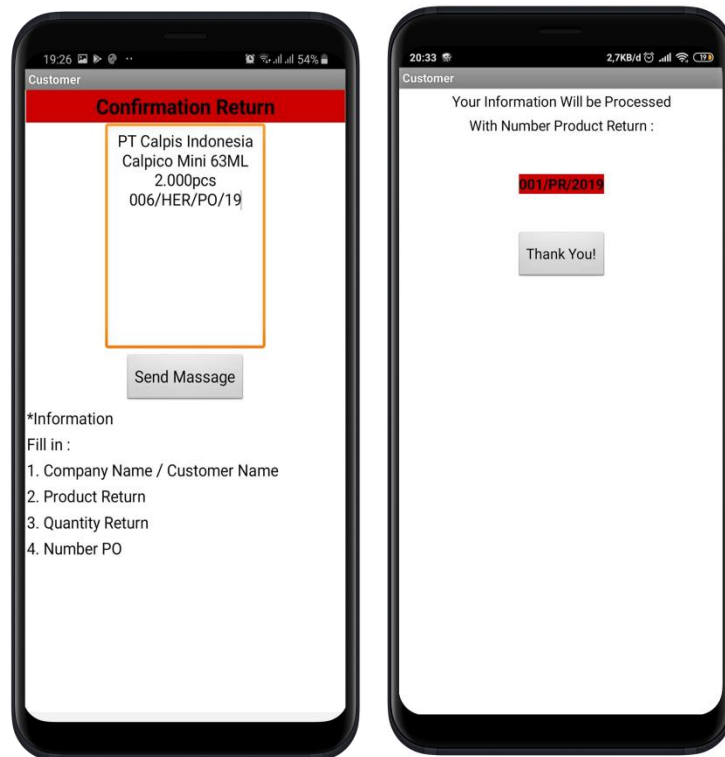 19:26 54%
Customer
Confirmation Return
PT Calpis Indonesia
Calpico Mini 63ML
2.000pcs
006/HER/PO/19
Send Massage
*Information
Fill in :
1. Company Name / Customer Name
2. Product Return
3. Quantity Return
4. Number PO
20:33 2,7KB/d 19
Customer
Your Information Will be Processed
With Number Product Return :
001/PR/2019
Thank You!